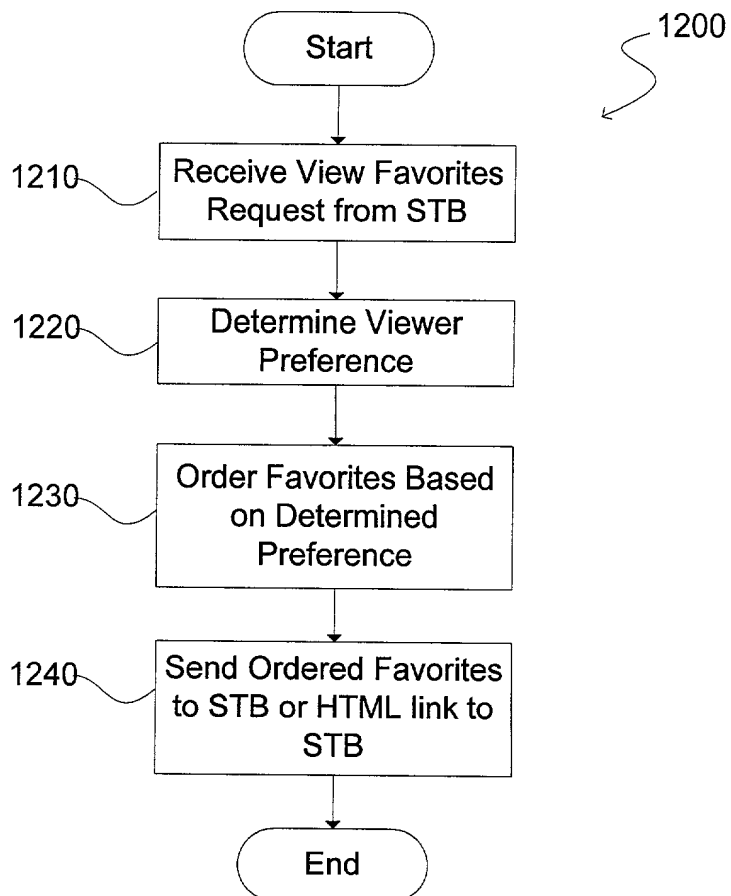 Start
1200
1210
Receive View Favorites
Request from STB
1220
Determine Viewer
Preference
1230
Order Favorites Based
on Determined
Preference
1240
Send Ordered Favorites
to STB or HTML link to
STB
End